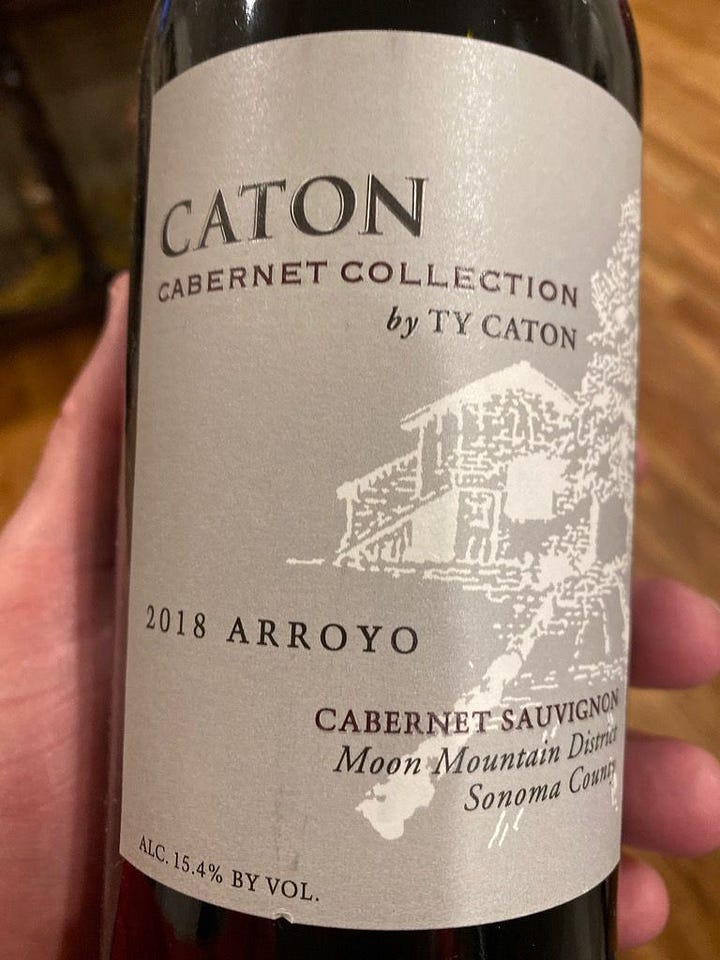 CATON
CABERNET COLLECTION
by TY CATON
2018 ARROYO
CABERNET SAUVIGNON
Moon Mountain District
Sonoma County
ALC. 15.4% BY VOL.